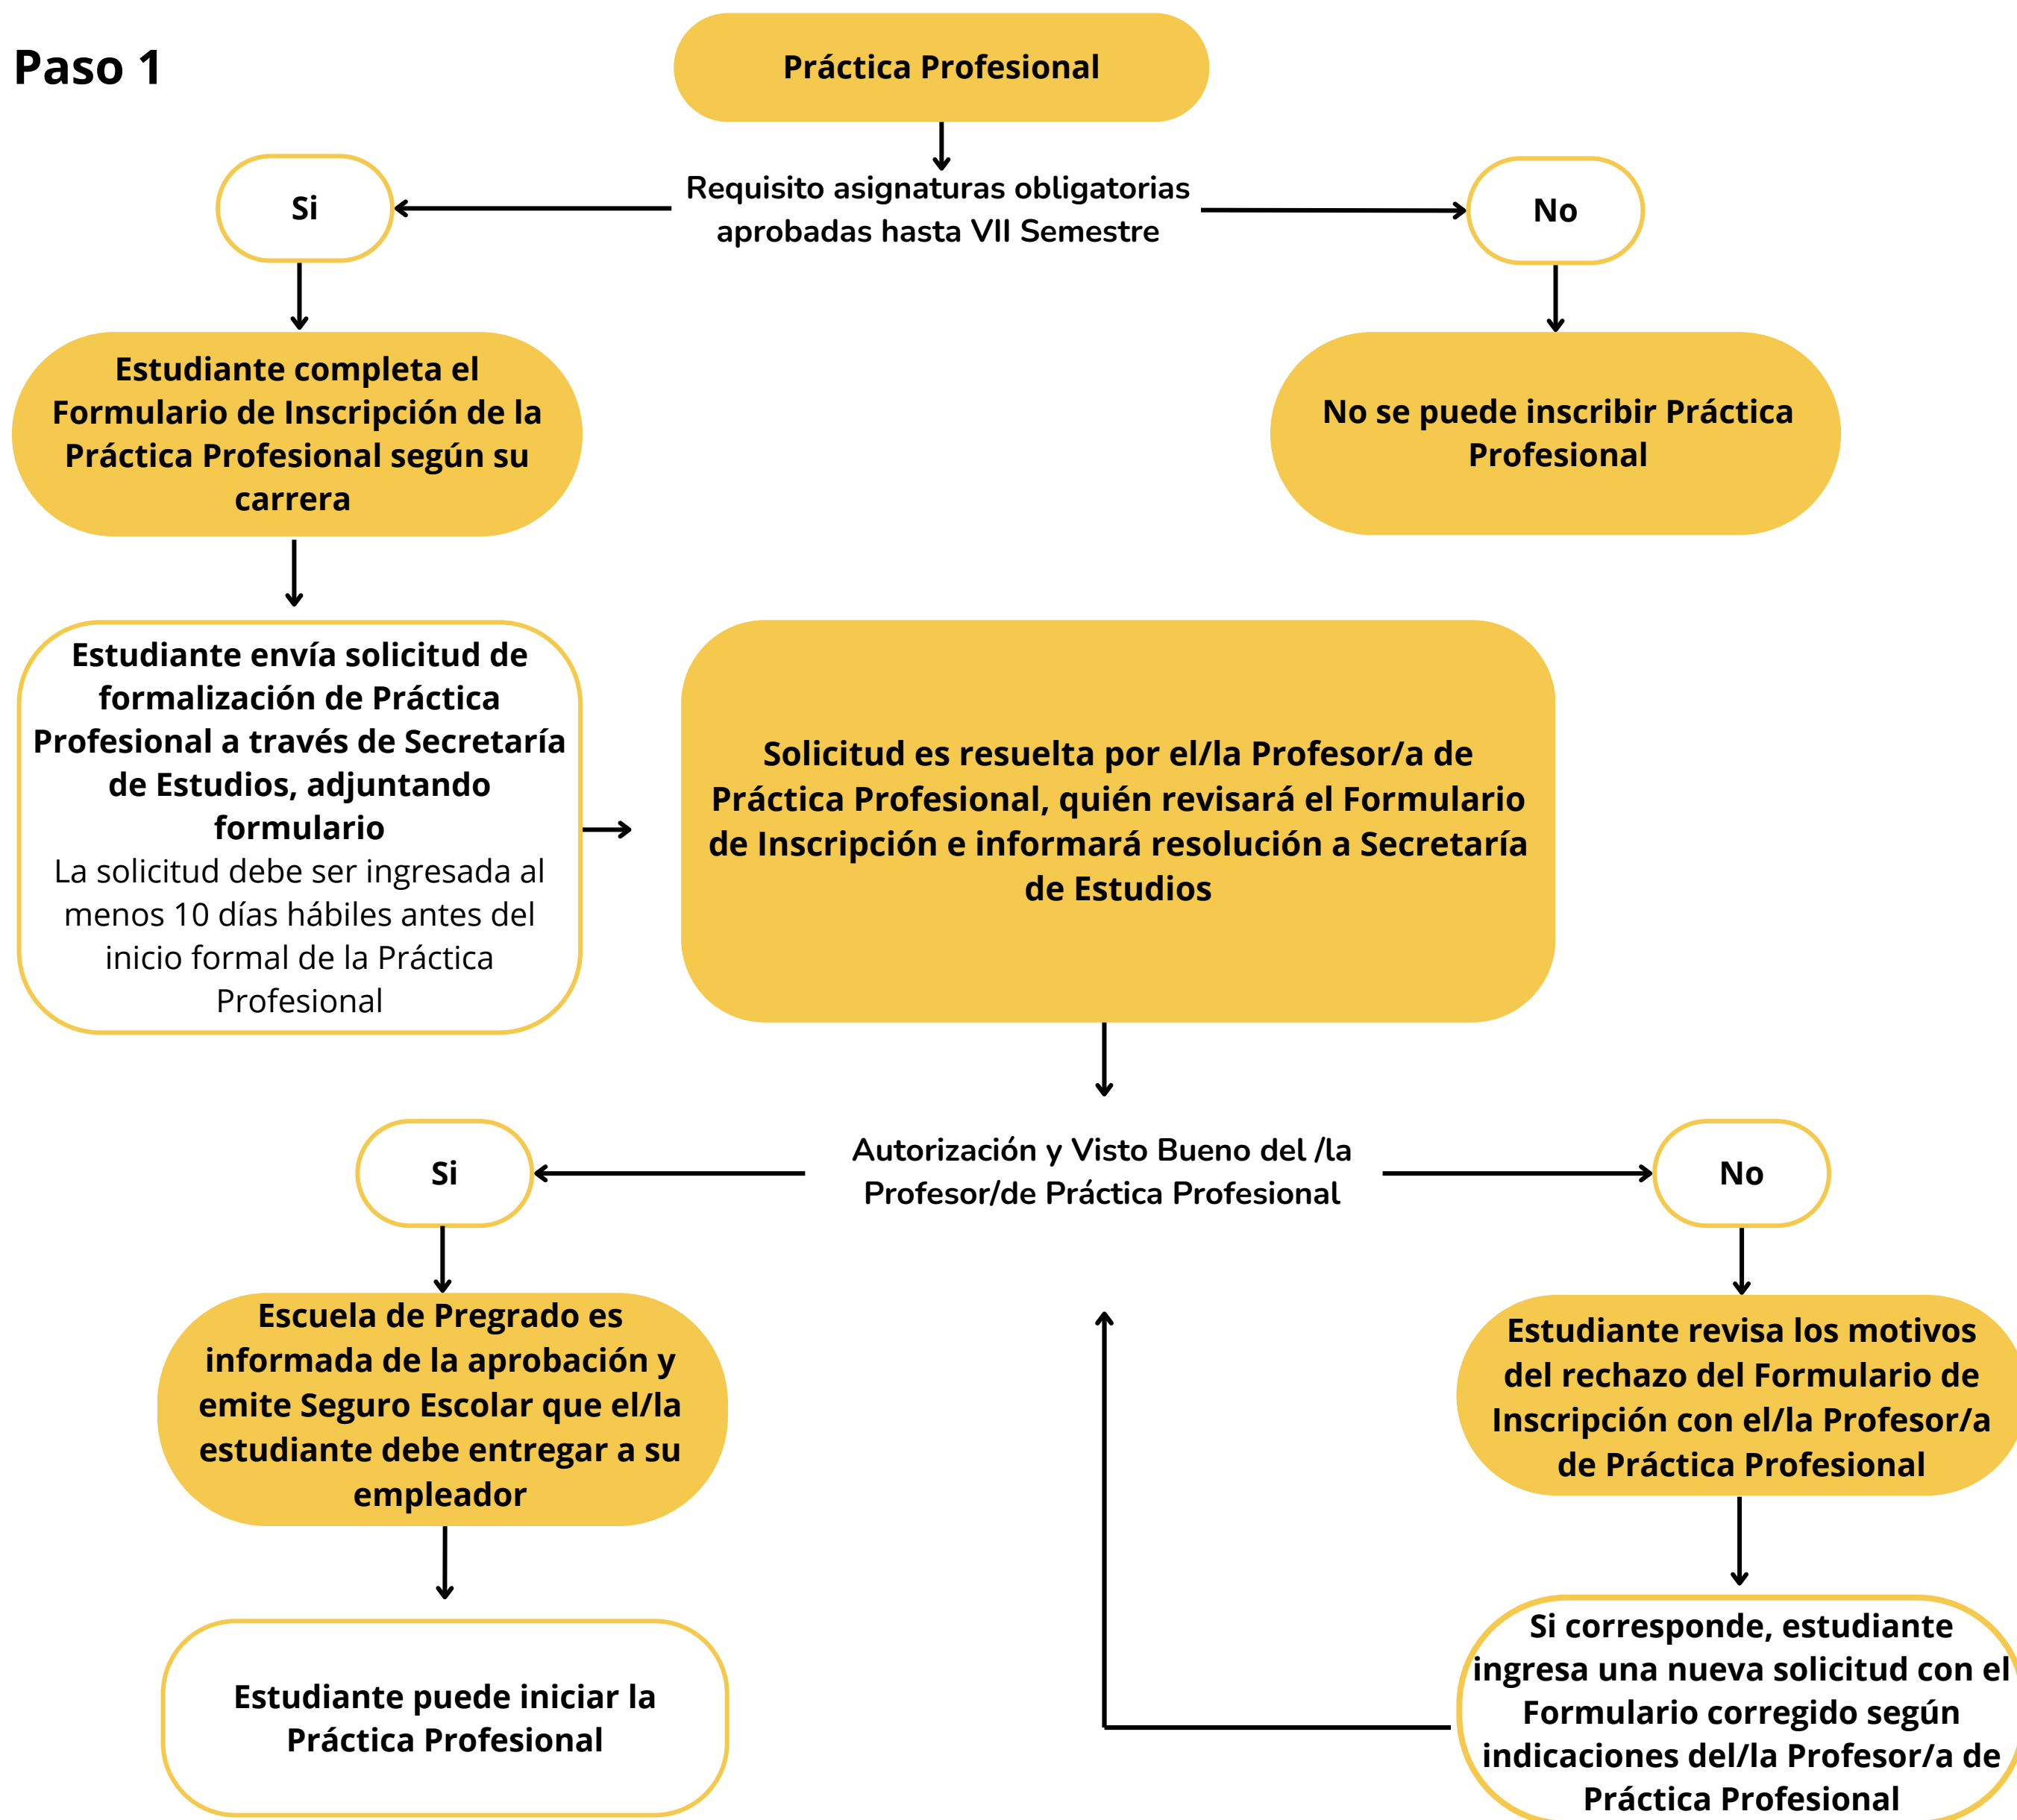 Paso 1
Práctica Profesional
Requisito asignaturas obligatorias
aprobadas hasta VII Semestre
Si
No
Estudiante completa el
Formulario de Inscripción de la
Práctica Profesional según su
carrera
No se puede inscribir Práctica
Profesional
Estudiante envía solicitud de
formalización de Práctica
Profesional a través de Secretaría
de Estudios, adjuntando
formulario
La solicitud debe ser ingresada al
menos 10 días hábiles antes del
inicio formal de la Práctica
Profesional
Solicitud es resuelta por el/la Profesor/a de
Práctica Profesional, quién revisará el Formulario
de Inscripción e informará resolución a Secretaría
de Estudios
Autorización y Visto Bueno del /la
Profesor/de Práctica Profesional
Si
No
Escuela de Pregrado es
informada de la aprobación y
emite Seguro Escolar que el/la
estudiante debe entregar a su
empleador
Estudiante revisa los motivos
del rechazo del Formulario de
Inscripción con el/la Profesor/a
de Práctica Profesional
Estudiante puede iniciar la
Práctica Profesional
Si corresponde, estudiante
ingresa una nueva solicitud con el
Formulario corregido según
indicaciones del/la Profesor/a de
Práctica Profesional